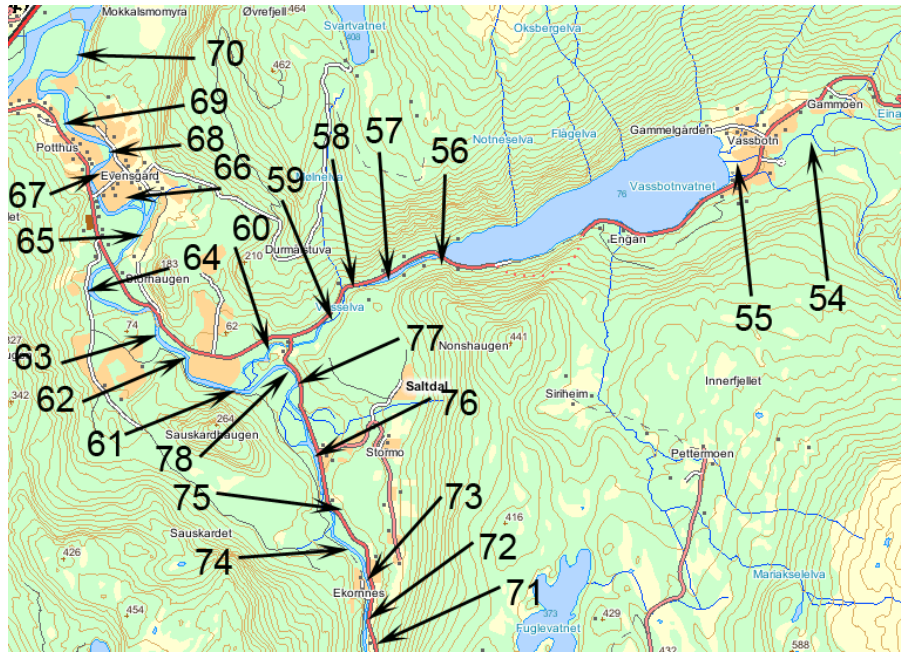 Mokkalsmomyra
Øvrefjell
Svartvatnet
408
Oksbergelva
70
462
69
Gammoen
68
58
57
Notneselva
Flågelva
Gammelgården
Potthus
Vassbotn
66
59
56
Evensgård
76
Vassbotnvatnet
67
65
60
Engan
Durmålstuva
210
64
183
Storhaugen
55
54
Vasselva
63
74
62
77
Nonshaugen
441
342
Saltdal
Innerfjellet
62
76
Siriheim
61
Sauskardhaugen
264
78
Stormo
Pettermoen
75
73
416
Sauskardet
74
72
426
Ekornnes
71
Mariakselelva
454
373
Fuglevatnet
429
432
588